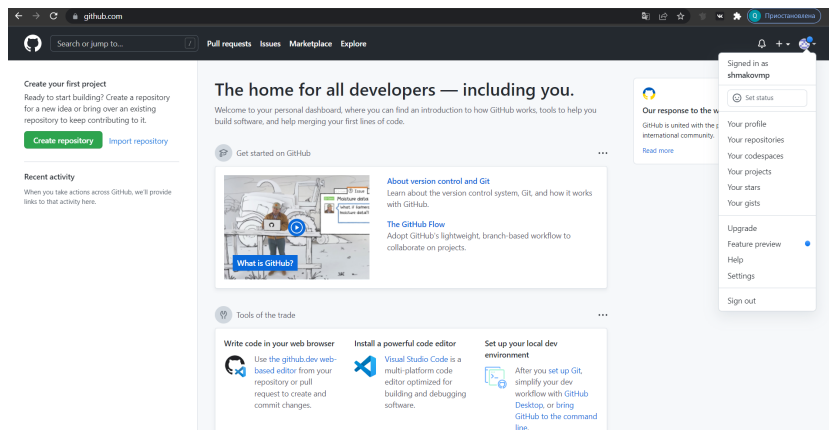 github.com
Приостановлена
Search or jump to...
/
Pull requests Issues Marketplace Explore
Signed in as
shmakovmp
Set status
Your profile
Your repositories
Your codespaces
Your projects
Your stars
Your gists
Upgrade
Feature preview
Help
Settings
Sign out
Create your first project
Ready to start building? Create a repository
for a new idea or bring over an existing
repository to keep contributing to it.
Create repository
Import repository
Recent activity
When you take actions across GitHub, we'll provide
links to that activity here.
The home for all developers — including you.
Welcome to your personal dashboard, where you can find an introduction to how GitHub works, tools to help you
build software, and help merging your first lines of code.
Get started on GitHub
What is GitHub?
About version control and Git
Learn about the version control system, Git, and how it works
with GitHub.
The GitHub Flow
Adopt GitHub's lightweight, branch-based workflow to
collaborate on projects.
Tools of the trade
Write code in your web browser
Use the github.dev web-
based editor from your
repository or pull
request to create and
commit changes.
Install a powerful code editor
Visual Studio Code is a
multi-platform code
editor optimized for
building and debugging
software.
Set up your local dev
environment
After you set up Git,
simplify your dev
workflow with GitHub
Desktop, or bring
GitHub to the command
line.
Our response to the w
GitHub is united with the p
international community.
Read more